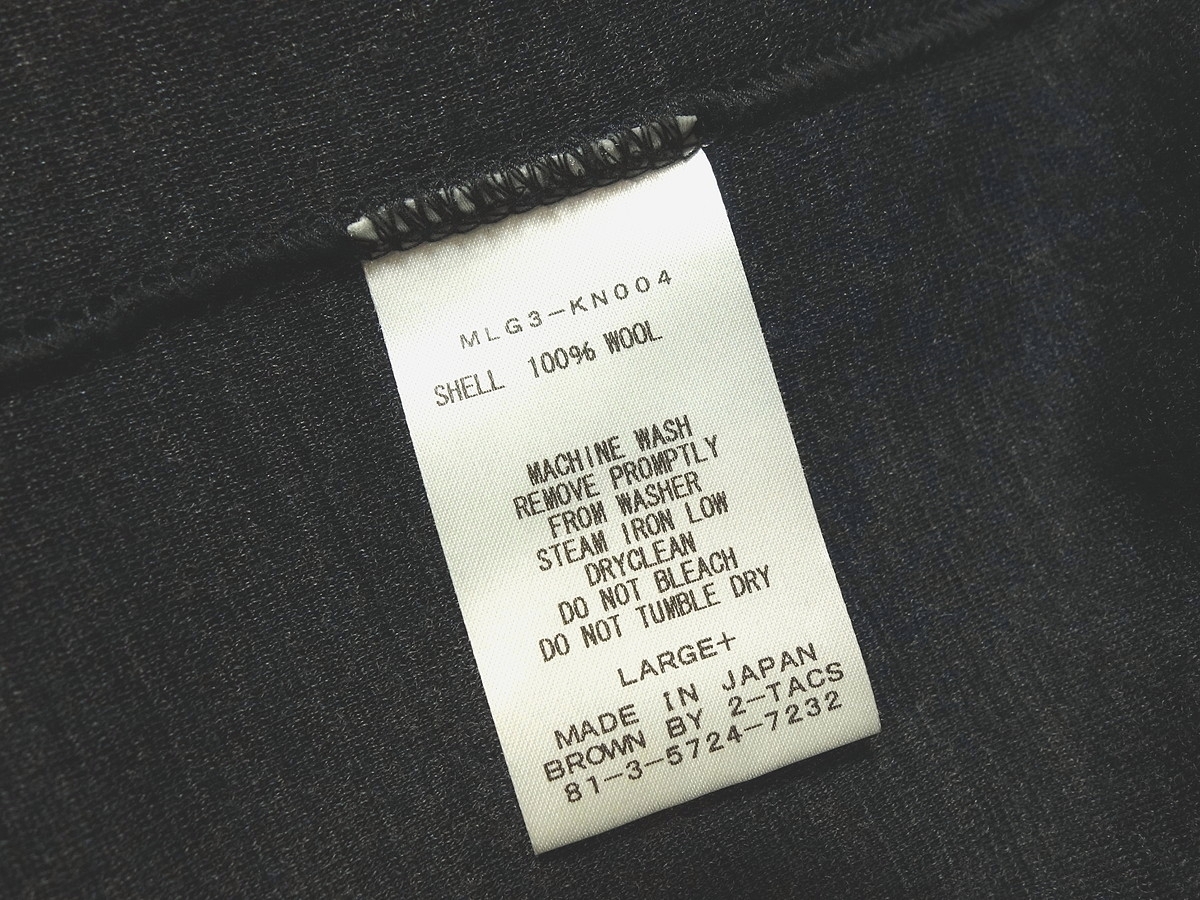 MLG3-KN004
SHELL 100% WOOL
MACHINE WASH
REMOVE PROMPTLY
FROM WASHER
STEAM IRON LOW
DRYCLEAN
DO NOT BLEACH
DO NOT TUMBLE DRY
LARGE+
MADE IN JAPAN
BROWN BY 2-TACS
81-3-5724-7232